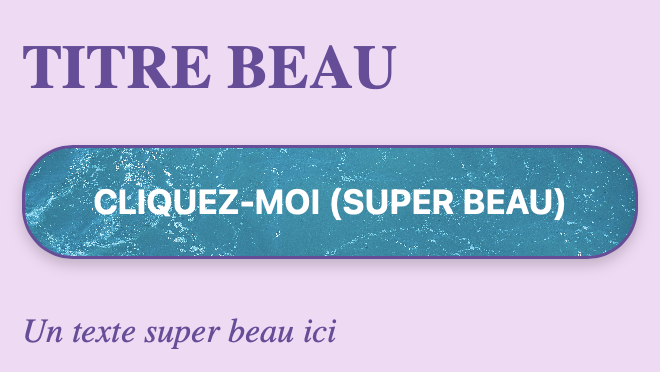 TITRE BEAU
CLIQUEZ-MOI (SUPER BEAU)
Un texte super beau ici